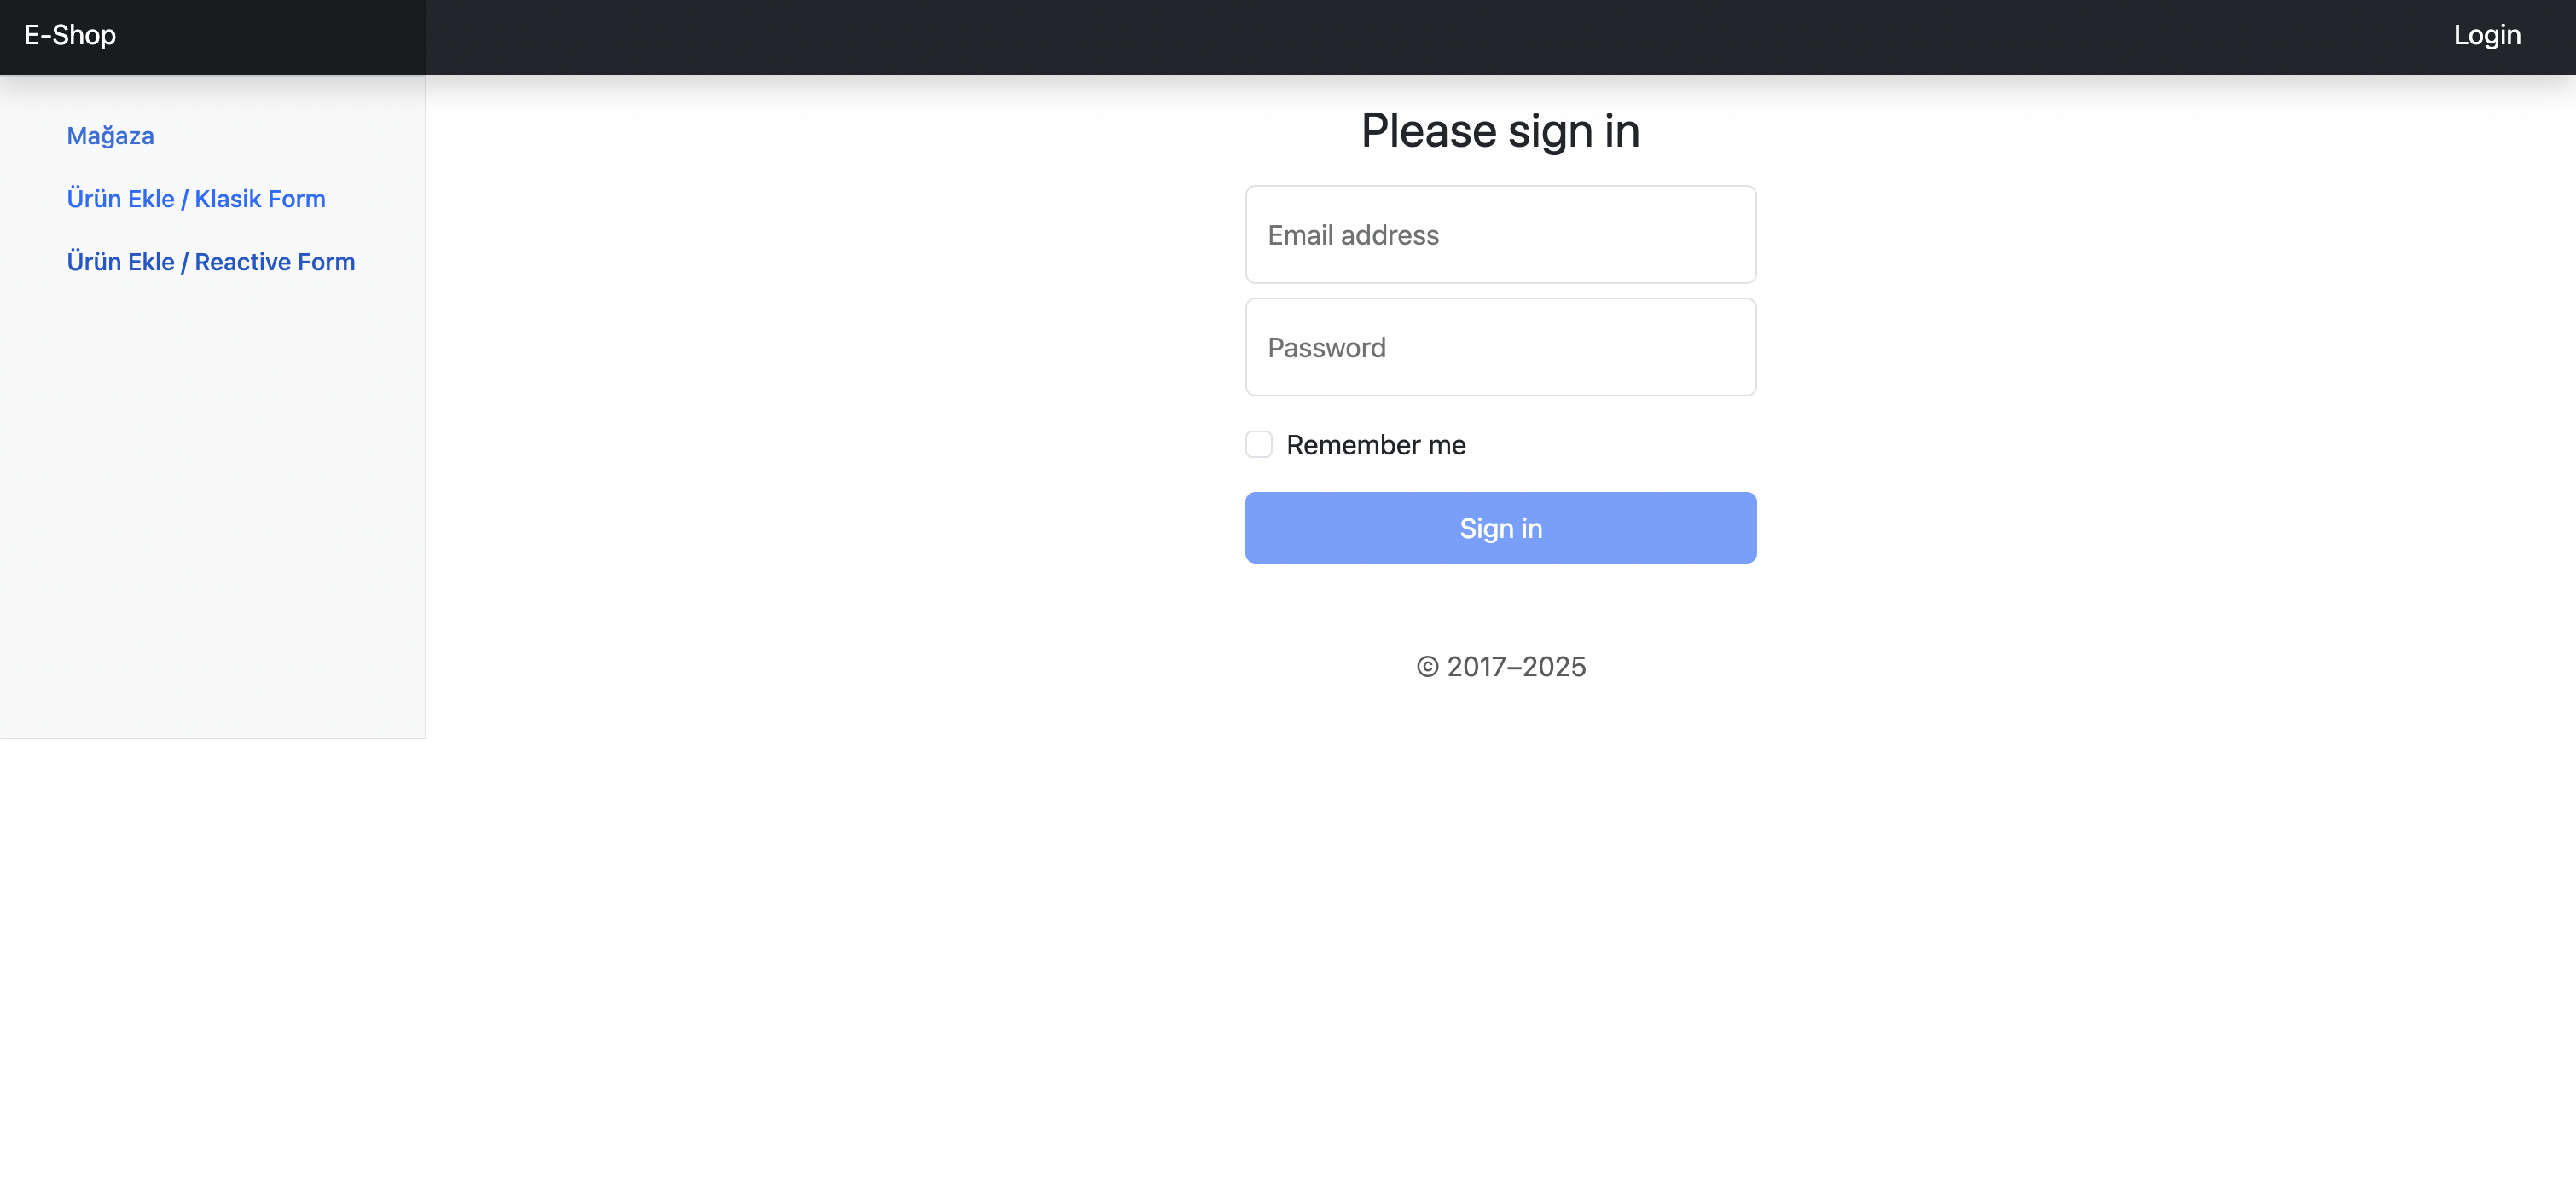 E-Shop
Login
Mağaza
Ürün Ekle / Klasik Form
Ürün Ekle / Reactive Form
Please sign in
Email address
Password
Remember me
Sign in
© 2017–2025